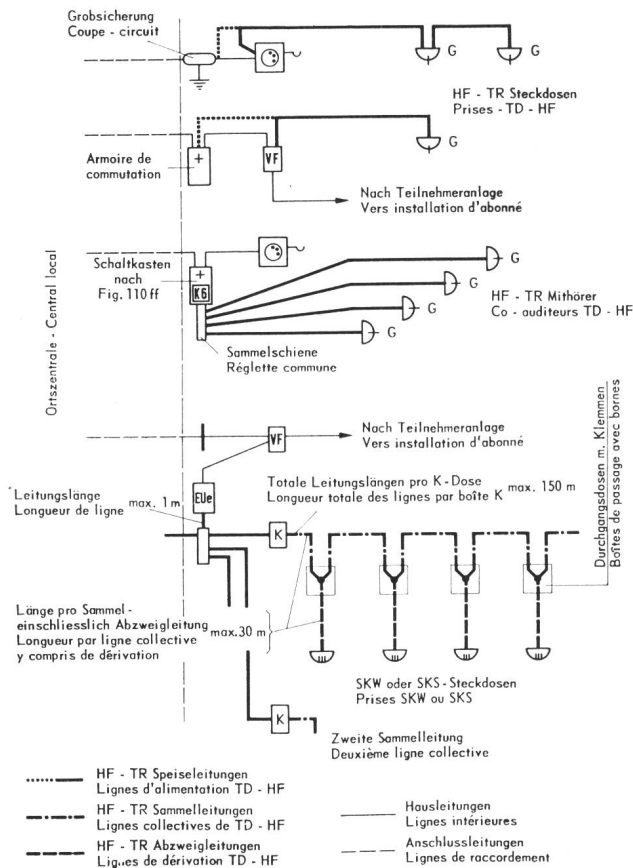 Grobsicherung
Coupe - circuit
G
G
HF - TR Steckdosen
Prises - TD - HF
G
+
VF
Armoire de
commutation
Nach Teilnehmeranlage
Vers installation d'abonné
Ortszentrale - Central local
Schaltkasten
nach
Fig. 110 ff
+
K6
G
G
G
G
HF - TR Mithörer
Co - auditeurs TD - HF
Sammelschiene
Réglette commune
VF
Nach Teilnehmeranlage
Vers installation d'abonné
Durchgangsdosen m. Klemmen
Boîtes de passage avec bornes
EUe
Leitungslänge
Longueur de ligne
max. 1 m
Totale Leitungslängen pro K-Dose
Longueur totale des lignes par boîte K
max. 150 m
K
Länge pro Sammel-
einschliesslich Abzweigleitung
Longueur par ligne collective
y compris de dérivation
max. 30 m
SKW oder SKS-Steckdosen
Prises SKW ou SKS
K
Zweite Sammelleitung
Deuxième ligne collective
HF - TR Speiseleitungen
Lignes d'alimentation TD - HF
HF - TR Sammelleitungen
Lignes collectives de TD - HF
HF - TR Abzweigleitungen
Lignes de dérivation TD - HF
Hausleitungen
Lignes intérieures
Anschlussleitungen
Lignes de raccordement